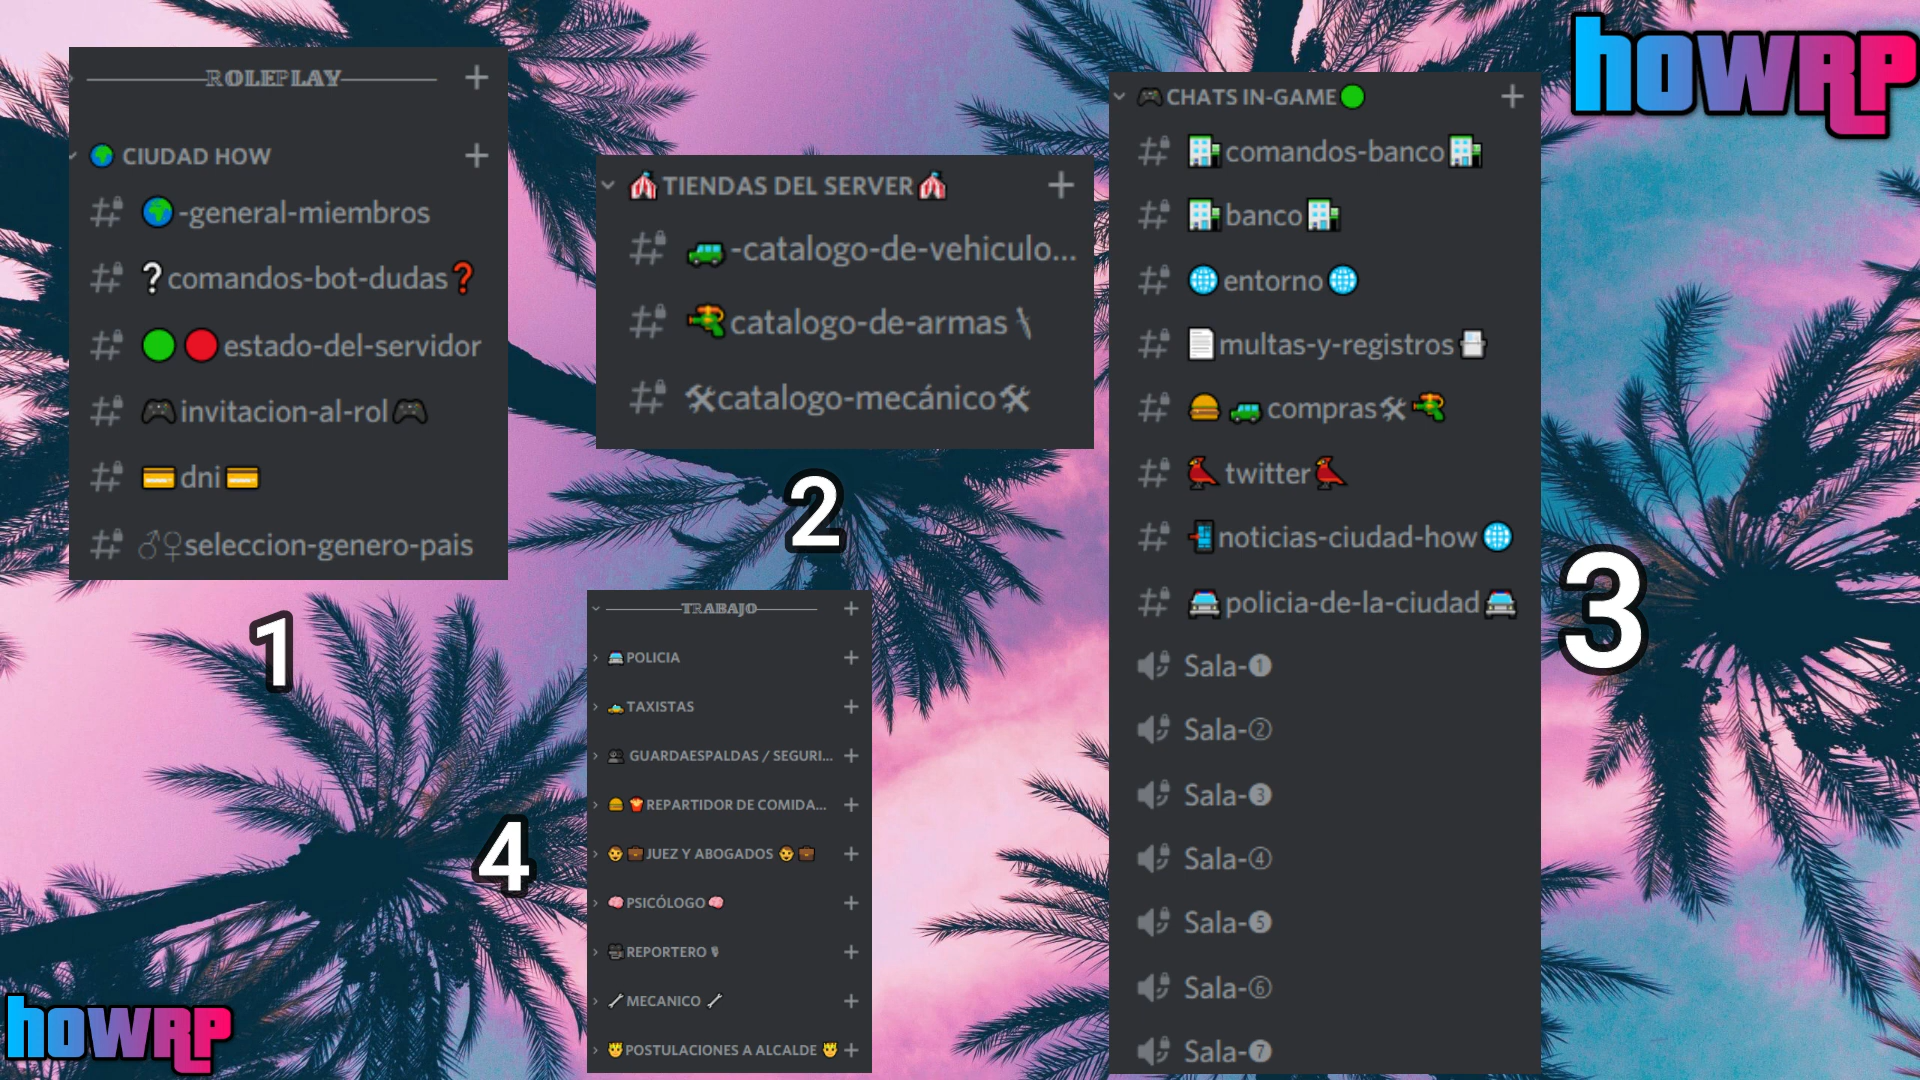 ROLEPLAY
CIUDAD HOW
-general-miembros
❔comandos-bot-dudas❓
estado-del-servidor
invitacion-al-rol
dni
♂♀seleccion-genero-pais
1
TIENDAS DEL SERVER
-catalogo-de-vehiculo...
catalogo-de-armas
catalogo-mecánico
2
CHATS IN-GAME
comandos-banco
banco
entorno
multas-y-registros
compras
twitter
noticias-ciudad-how
policia-de-la-ciudad
Sala-❶
Sala-②
Sala-❸
Sala-④
Sala-❺
Sala-⑥
Sala-❼
3
TRABAJO
POLICIA
TAXISTAS
GUARDAESPALDAS / SEGURI...
REPARTIDOR DE COMIDA...
JUEZ Y ABOGADOS
PSICÓLOGO
REPORTERO
MECANICO
POSTULACIONES A ALCALDE
4
howRP
howRP